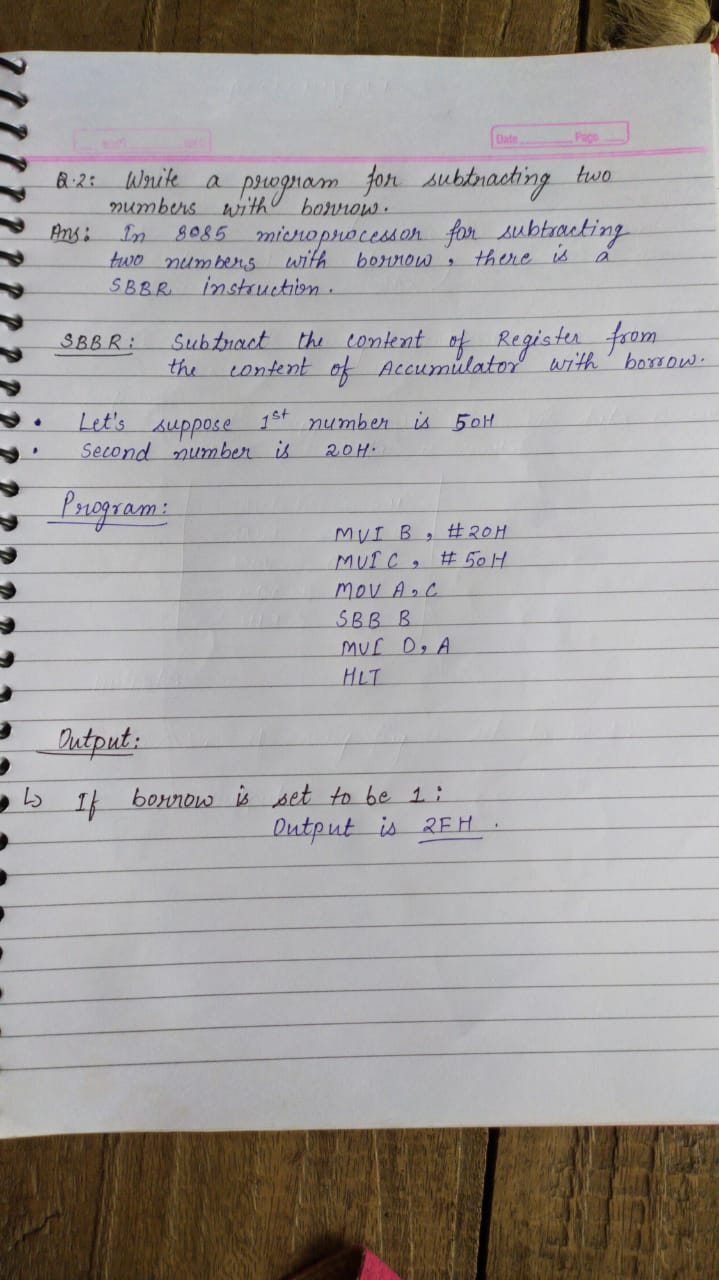 Date Page
Q.2: Write a program for subtracting two
numbers with borrow.
Ans: In 8085 microprocessor for subtracting
two numbers with borrow, there is a
SBBR instruction.
SBBR: Subtract the content of Register from
the content of Accumulator with borrow.
• Let's suppose 1st number is 50H
• Second number is 20H.
Program:
MVI B, #20H
MVI C, #50H
MOV A, C
SBB B
MVI D, A
HLT
Output:
↳ If borrow is set to be 1:
Output is 2FH.